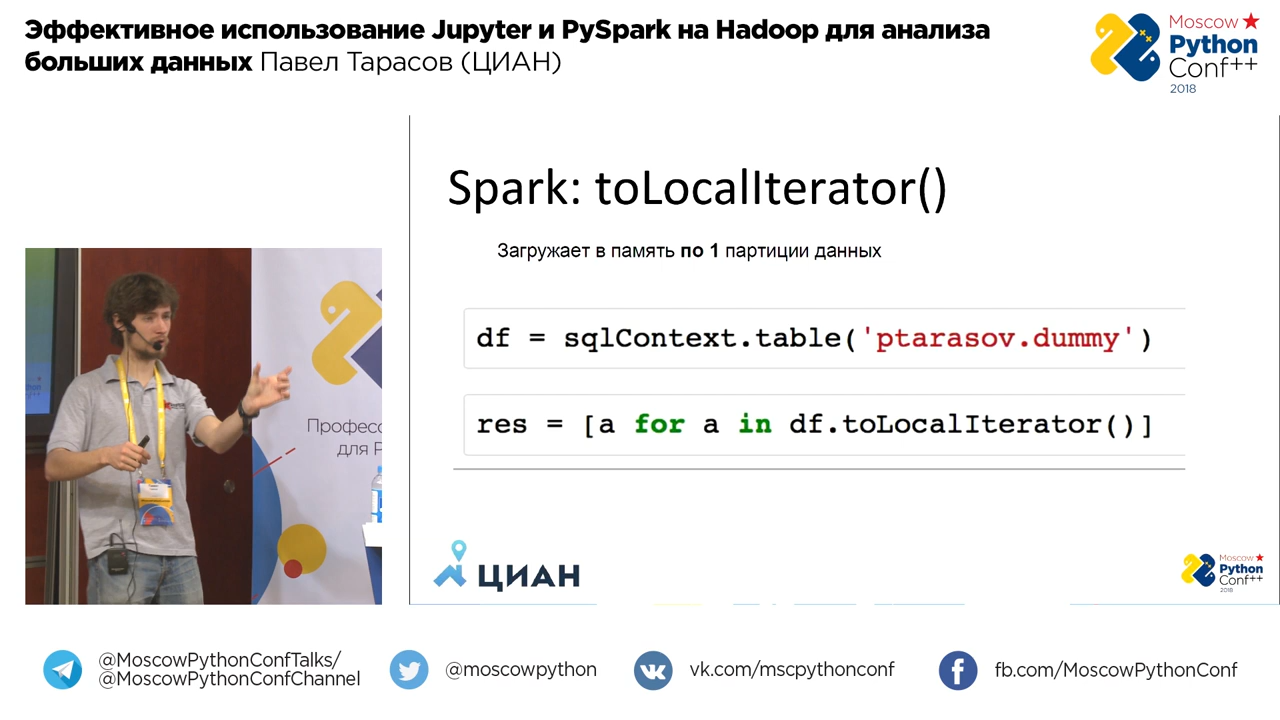 Эффективное использование Jupyter и PySpark на Hadoop для анализа
больших данных Павел Тарасов (ЦИАН)
Moscow
Python
Conf++
2018
Spark: toLocalIterator()
Загружает в память по 1 партиции данных
df = sqlContext.table('ptarasov.dummy')
res = [a for a in df.toLocalIterator()]
ЦИАН
Moscow
Python
Conf++
2018
Професс
для P
@MoscowPythonConfTalks/
@MoscowPythonConfChannel
@moscowpython
vk.com/mscpythonconf
fb.com/MoscowPythonConf